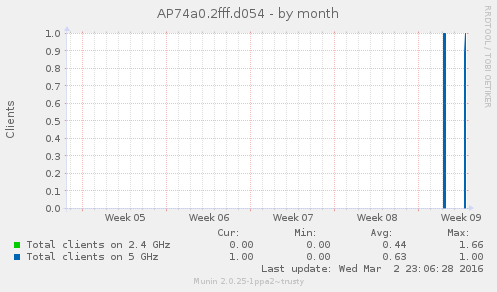 AP74a0.2fff.d054 - by month
RRDTOOL / TOBI OETIKER
Clients
1.0
0.9
0.8
0.7
0.6
0.5
0.4
0.3
0.2
0.1
0.0
Week 05 Week 06 Week 07 Week 08 Week 09
Cur: Min: Avg: Max:
Total clients on 2.4 GHz 0.00 0.00 0.44 1.66
Total clients on 5 GHz 1.00 0.00 0.63 1.00
Last update: Wed Mar 2 23:06:28 2016
Munin 2.0.25-1ppa2~trusty